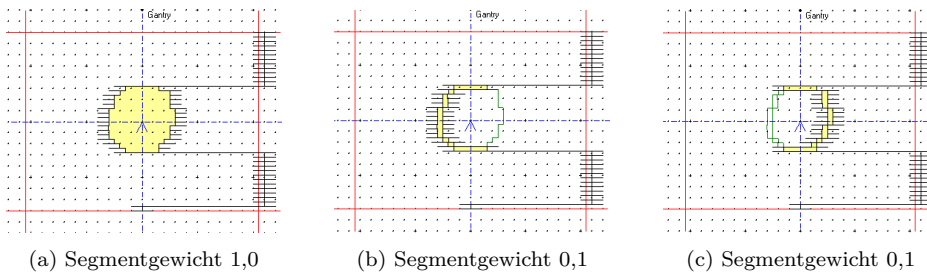 Gantry
Gantry
Gantry
(a) Segmentgewicht 1,0
(b) Segmentgewicht 0,1
(c) Segmentgewicht 0,1